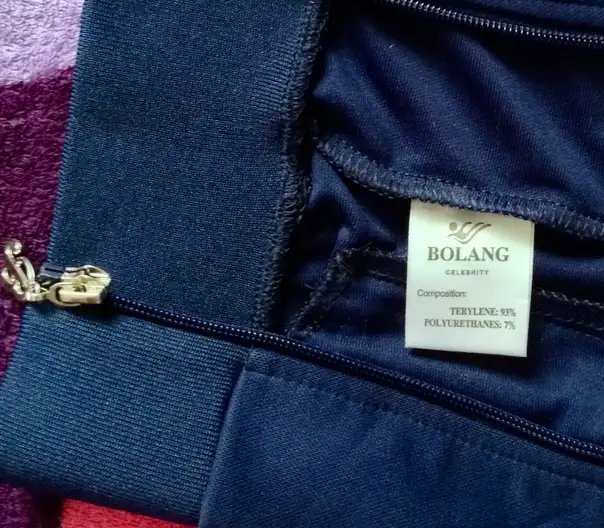 BOLANG
CELEBRITY
Composition:
TERYLENE: 93%
POLYURETHANES: 7%